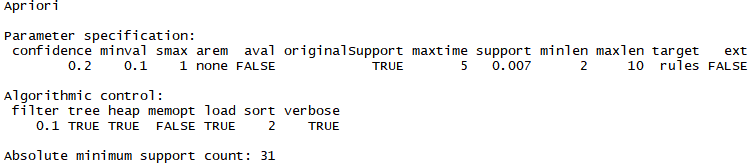 Apriori
Parameter specification:
confidence minval smax arem aval originalSupport maxtime support minlen maxlen target ext
0.2 0.1 1 none FALSE TRUE 5 0.007 2 10 rules FALSE
Algorithmic control:
filter tree heap memopt load sort verbose
0.1 TRUE TRUE FALSE TRUE 2 TRUE
Absolute minimum support count: 31